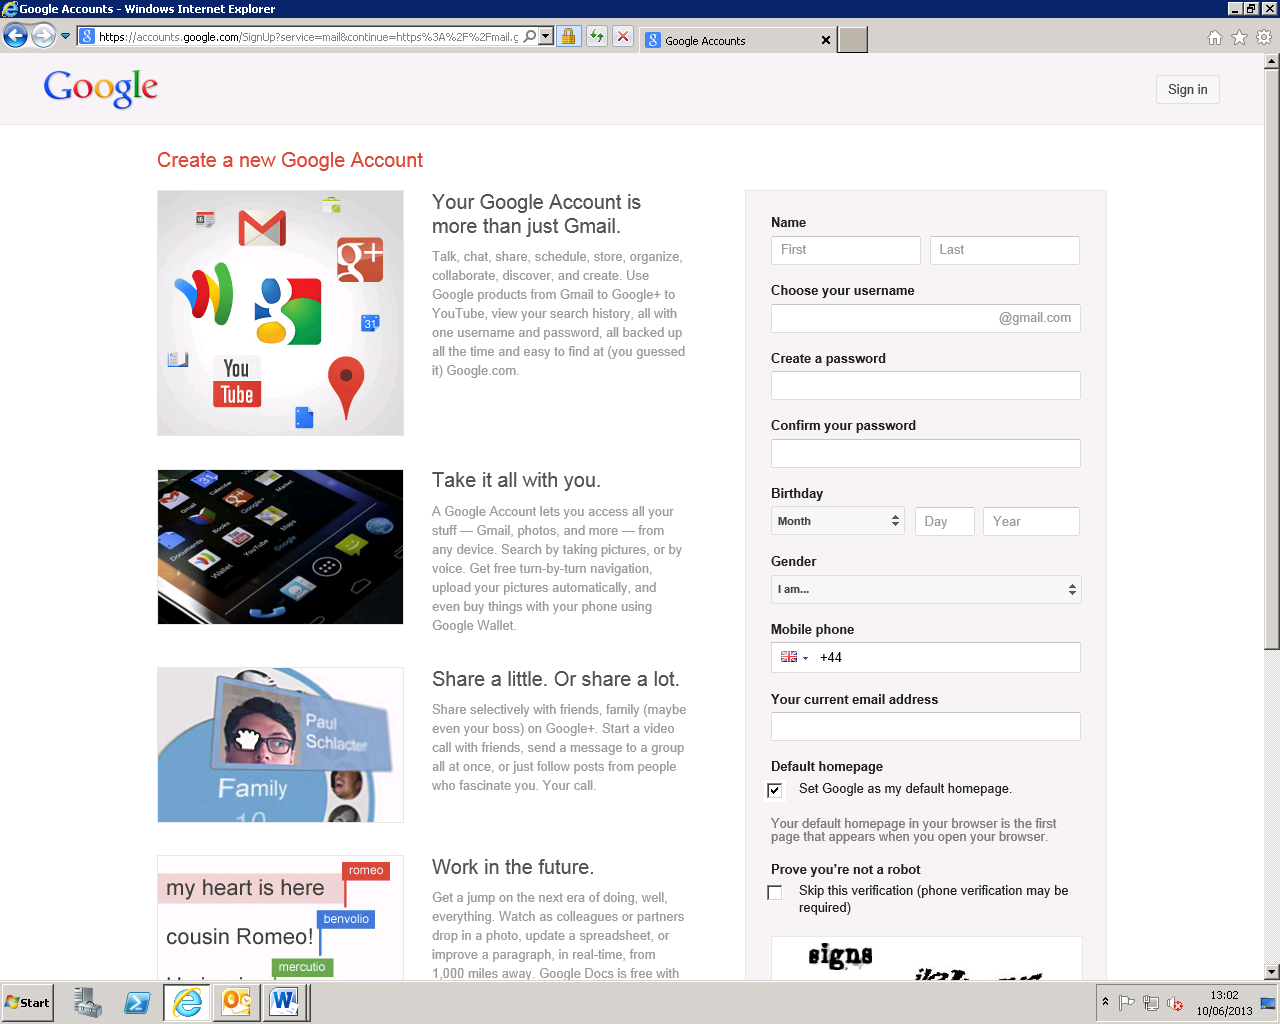 Google Accounts - Windows Internet Explorer
https://accounts.google.com/SignUp?service=mail&continue=https%3A%2F%2Fmail.g
Google Accounts
Google
Sign in
Create a new Google Account
Your Google Account is
more than just Gmail.
Talk, chat, share, schedule, store, organize,
collaborate, discover, and create. Use
Google products from Gmail to Google+ to
YouTube, view your search history, all with
one username and password, all backed up
all the time and easy to find at (you guessed
it) Google.com.
31
You
Tube
Take it all with you.
A Google Account lets you access all your
stuff — Gmail, photos, and more — from
any device. Search by taking pictures, or by
voice. Get free turn-by-turn navigation,
upload your pictures automatically, and
even buy things with your phone using
Google Wallet.
Calendar
Market
Gmail
Google+
Books
Maps
Documents
YouTube
Google
Wallet
Share a little. Or share a lot.
Share selectively with friends, family (maybe
even your boss) on Google+. Start a video
call with friends, send a message to a group
all at once, or just follow posts from people
who fascinate you. Your call.
Paul
Schlacter
Family
10
Work in the future.
Get a jump on the next era of doing, well,
everything. Watch as colleagues or partners
drop in a photo, update a spreadsheet, or
improve a paragraph, in real-time, from
1,000 miles away. Google Docs is free with
romeo
my heart is here
benvolio
cousin Romeo!
mercutio
Name
First Last
Choose your username
@gmail.com
Create a password
Confirm your password
Birthday
Month Day Year
Gender
I am...
Mobile phone
+44
Your current email address
Default homepage
Set Google as my default homepage.
Your default homepage in your browser is the first
page that appears when you open your browser.
Prove you're not a robot
Skip this verification (phone verification may be
required)
signs
Start
13:02
10/06/2013